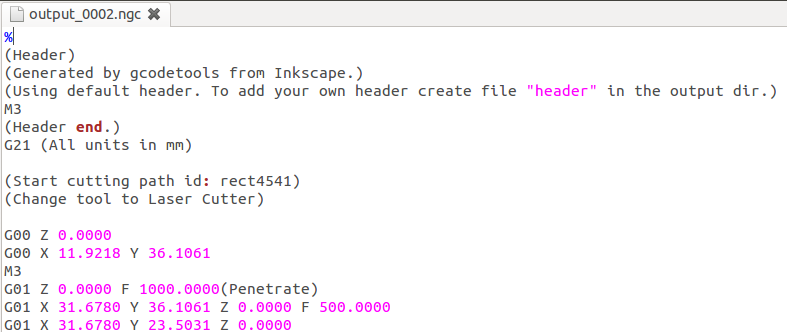 output_0002.ngc ✖
%
(Header)
(Generated by gcodetools from Inkscape.)
(Using default header. To add your own header create file "header" in the output dir.)
M3
(Header end.)
G21 (All units in mm)
(Start cutting path id: rect4541)
(Change tool to Laser Cutter)
G00 Z 0.0000
G00 X 11.9218 Y 36.1061
M3
G01 Z 0.0000 F 1000.0000(Penetrate)
G01 X 31.6780 Y 36.1061 Z 0.0000 F 500.0000
G01 X 31.6780 Y 23.5031 Z 0.0000